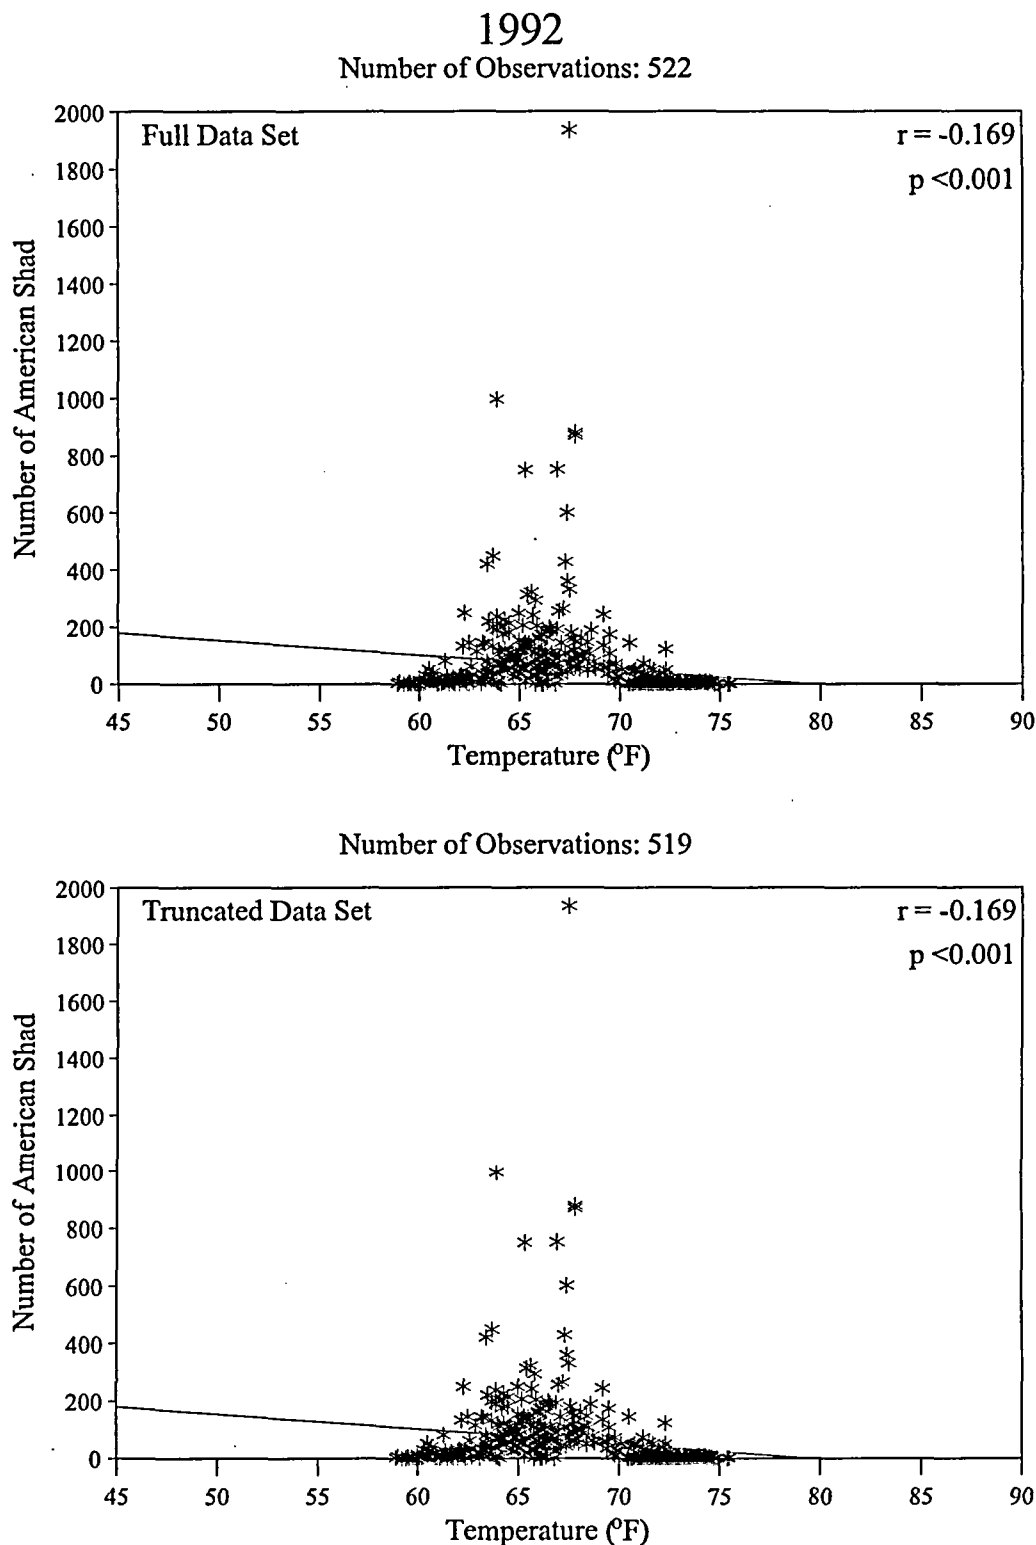 1992
Number of Observations: 522
2000
1800
1600
1400
1200
1000
800
600
400
200
0
Number of American Shad
Full Data Set
r = -0.169
p <0.001
45 50 55 60 65 70 75 80 85 90
Temperature (°F)
Number of Observations: 519
2000
1800
1600
1400
1200
1000
800
600
400
200
0
Number of American Shad
Truncated Data Set
r = -0.169
p <0.001
45 50 55 60 65 70 75 80 85 90
Temperature (°F)